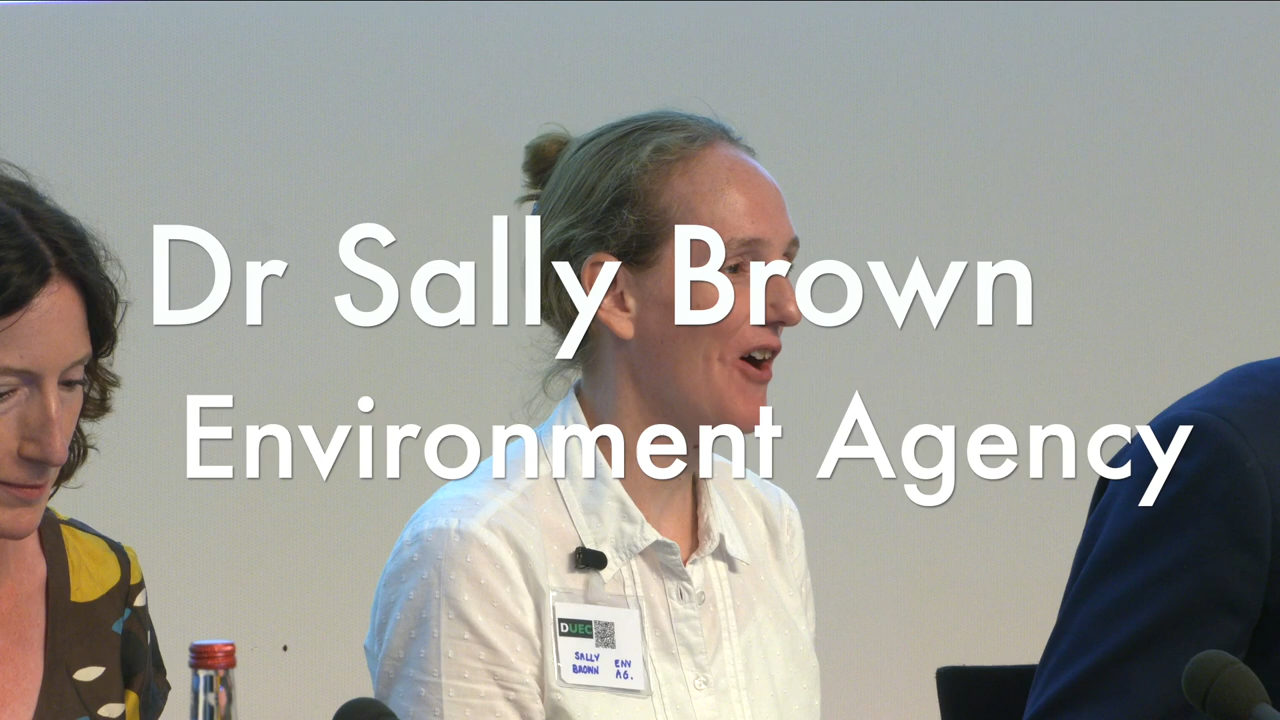 Dr Sally Brown
Environment Agency
DUEC
SALLY ENV
BROWN AG.